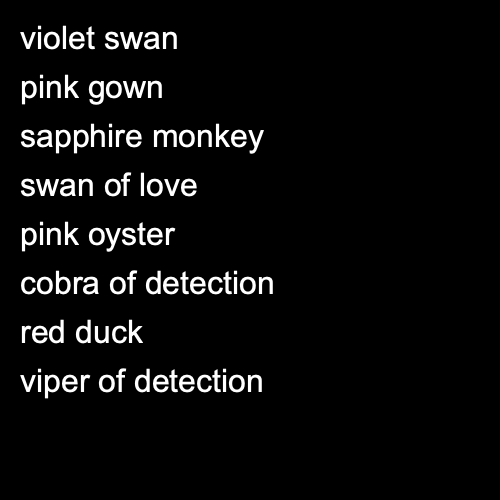 violet swan
pink gown
sapphire monkey
swan of love
pink oyster
cobra of detection
red duck
viper of detection